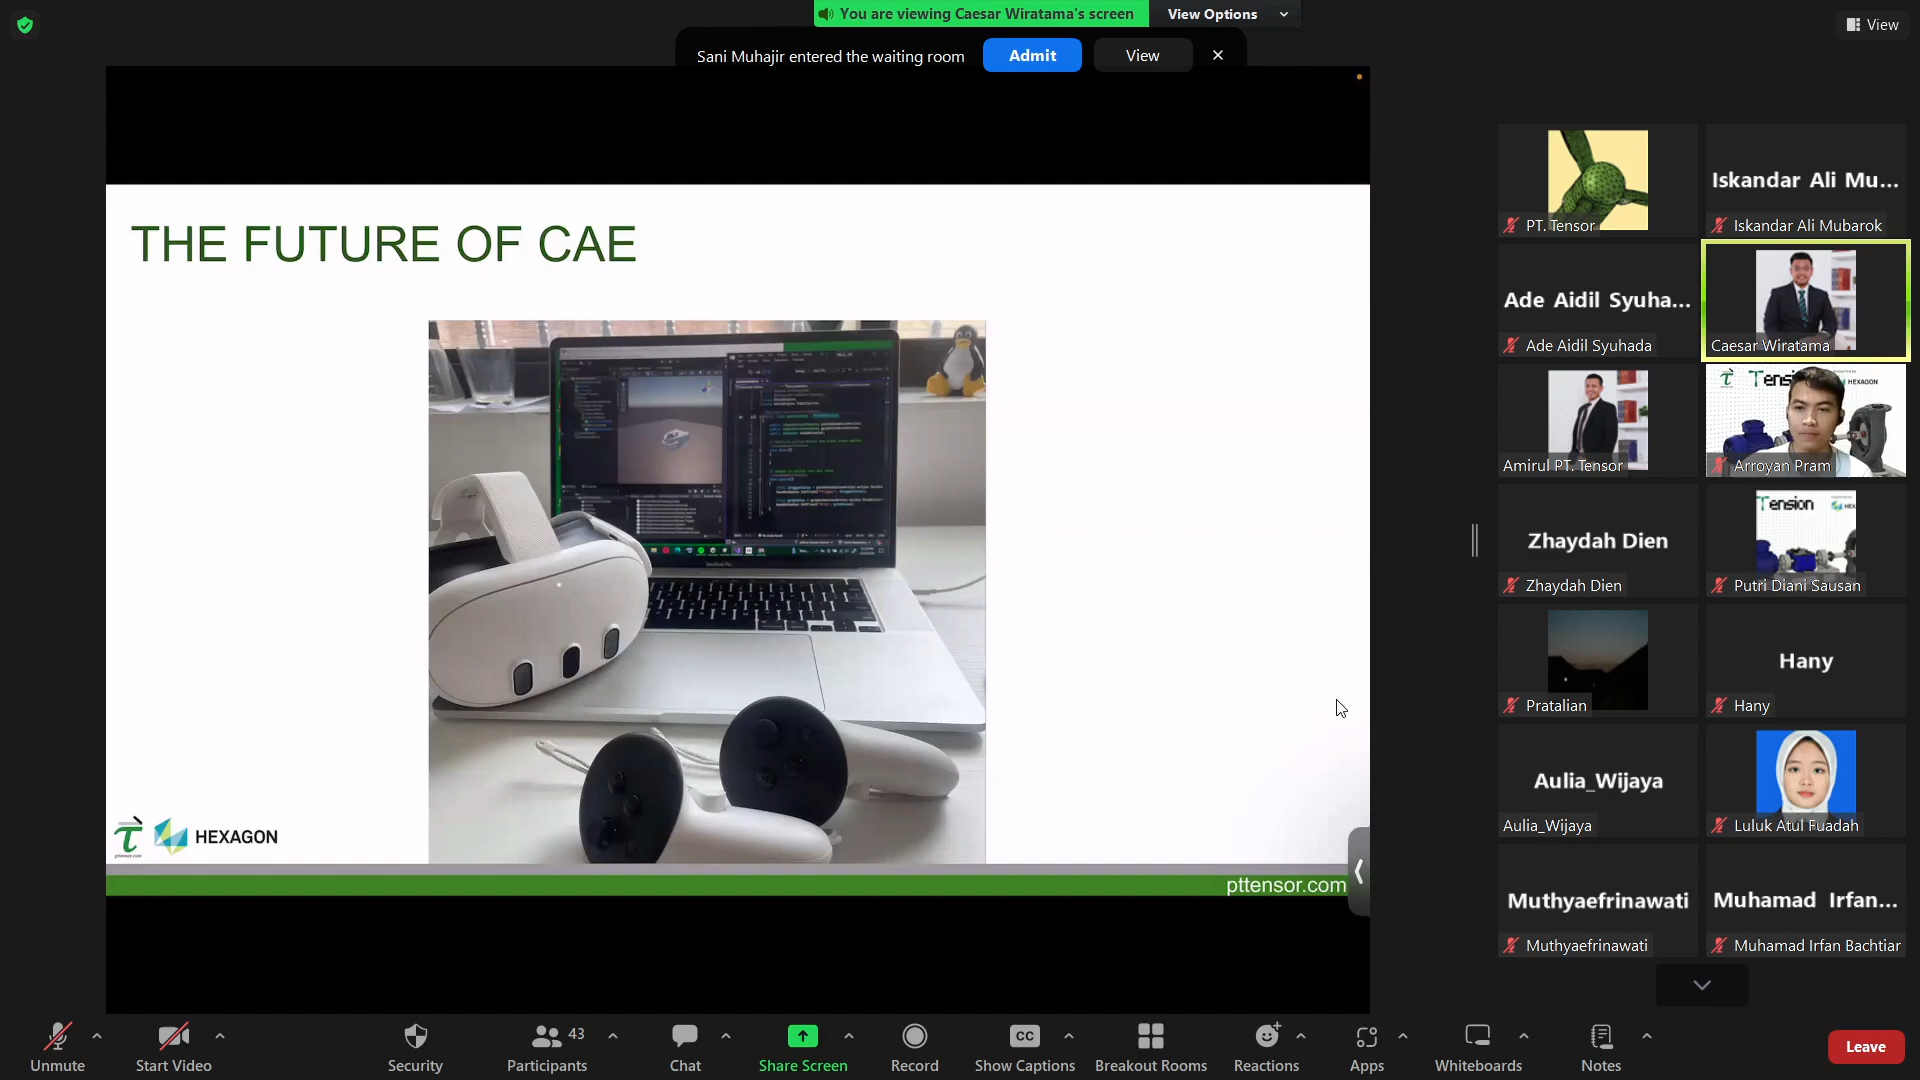 You are viewing Caesar Wiratama's screen
View Options
View
Sani Muhajir entered the waiting room
Admit
View
THE FUTURE OF CAE
HEXAGON
pttensor.com
pttensor.com
PT. Tensor
Iskandar Ali Mu...
Iskandar Ali Mubarok
Ade Aidil Syuha...
Ade Aidil Syuhada
Caesar Wiratama
Amirul PT. Tensor
HEXAGON
Arroyan Pram
Zhaydah Dien
Zhaydah Dien
Tension
Putri Diani Sausan
Pratalian
Hany
Hany
Aulia_Wijaya
Aulia_Wijaya
Luluk Atul Fuadah
Muthyaefrinawati
Muthyaefrinawati
Muhamad Irfan...
Muhamad Irfan Bachtiar
Unmute
Start Video
Security
43
Participants
Chat
Share Screen
Record
CC
Show Captions
Breakout Rooms
Reactions
Apps
Whiteboards
Notes
Leave